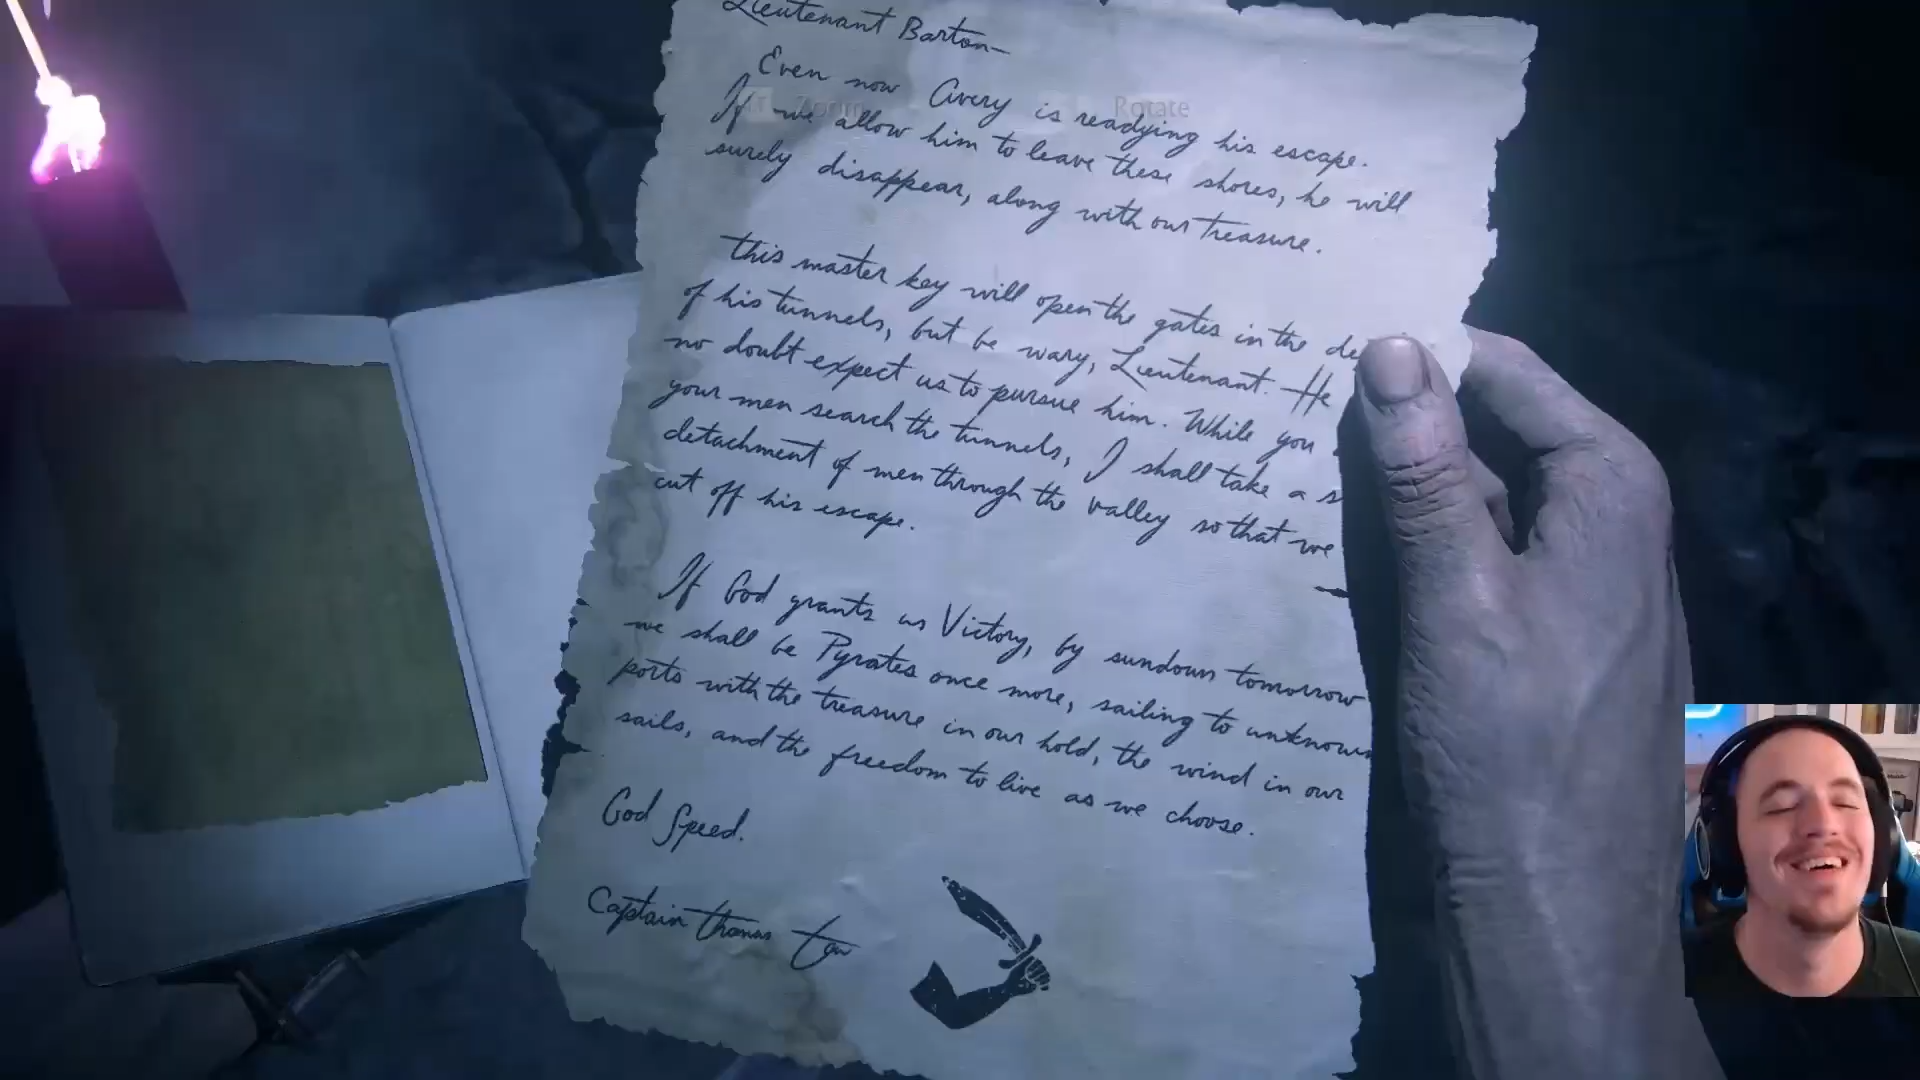 Lieutenant Barton-
Even now Avery is readying his escape.
If we allow him to leave these shores, he will
surely disappear, along with our treasure.
this master key will open the gates in the de
of his tunnels, but be wary, Lieutenant. He
no doubt expect us to pursue him. While you
your men search the tunnels, I shall take a s
detachment of men through the valley so that we
cut off his escape.
If God grants us Victory, by sundown tomorrow
we shall be Pyrates once more, sailing to unknown
ports with the treasure in our hold, the wind in our
sails, and the freedom to live as we choose.
God Speed.
Captain Thomas Tew
Zoom
Rotate